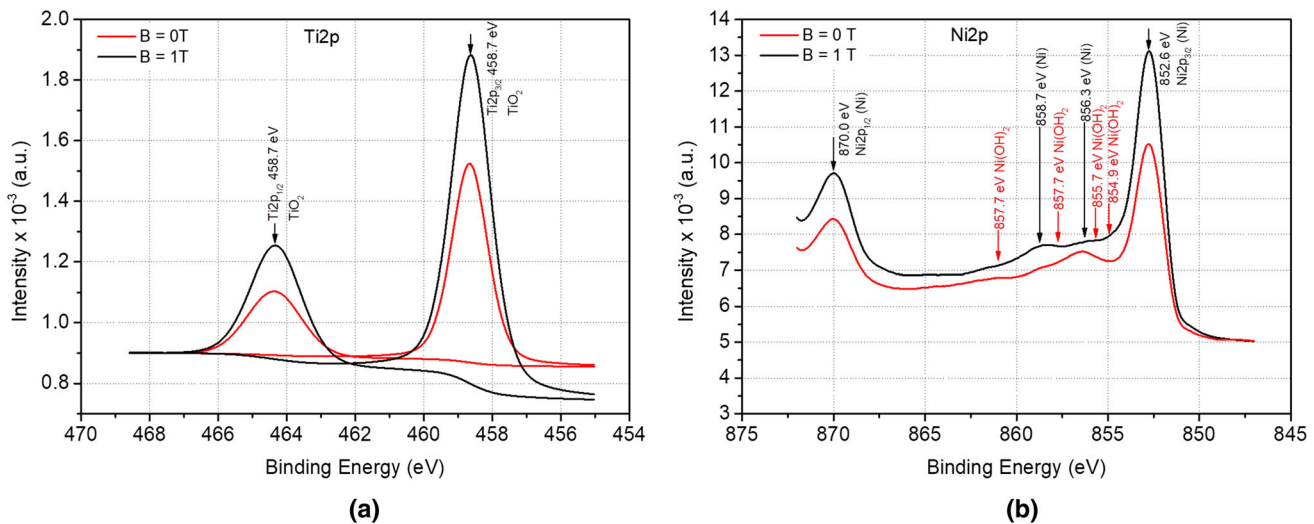 Ti2p
B = 0T
B = 1T
Ti2p1/2 458.7 eV
TiO2
Ti2p3/2 458.7 eV
TiO2
2.0
1.8
1.6
1.4
1.2
1.0
0.8
Intensity x 10-3 (a.u.)
470 468 466 464 462 460 458 456 454
Binding Energy (eV)
(a)
Ni2p
B = 0 T
B = 1 T
870.0 eV
Ni2p1/2 (Ni)
857.7 eV Ni(OH)2
858.7 eV (Ni)
857.7 eV Ni(OH)2
856.3 eV (Ni)
855.7 eV Ni(OH)2
854.9 eV Ni(OH)2
852.6 eV
Ni2p3/2 (Ni)
14
13
12
11
10
9
8
7
6
5
4
3
Intensity x 10-3 (a.u.)
875 870 865 860 855 850 845
Binding Energy (eV)
(b)